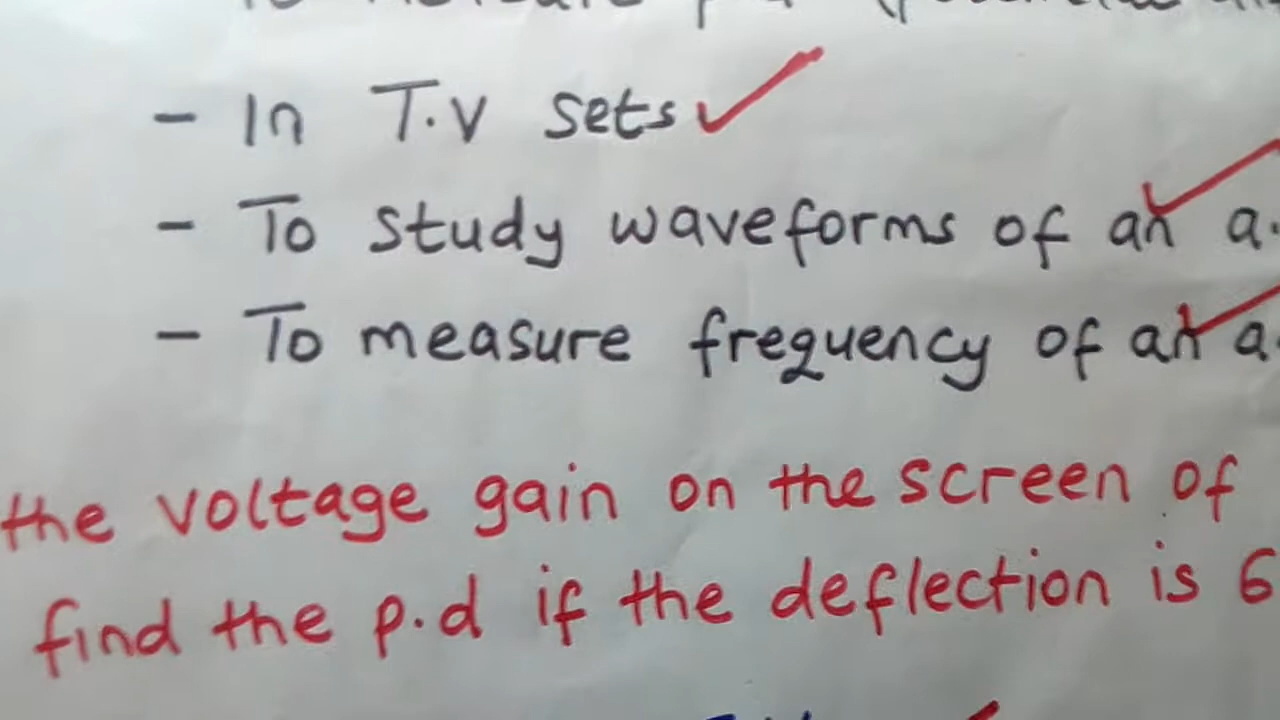 - In T.V sets
- To study waveforms of an a.
- To measure frequency of an a.
the voltage gain on the screen of
find the p.d if the deflection is 6